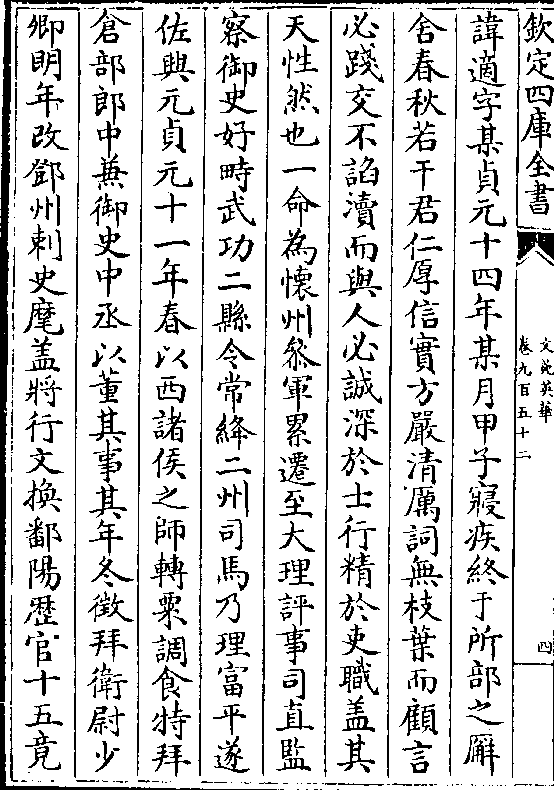 欽定四庫全書
文苑英華
卷九百五十二
四
諱適字某貞元十四年某月甲子寢疾終于所部之廨
舍春秋若干君仁厚信實方嚴清厲詞無枝葉而顧言
必踐交不諂瀆而與人必誠深於士行精於吏職盖其
天性然也一命為懷州叅軍累遷至大理評事司直監
察御史好畤武功二縣令常絳二州司馬乃理富平遂
佐興元貞元十一年春以西諸侯之師轉粟調食特拜
倉部郎中兼御史中丞以董其事其年冬徵拜衛尉少
卿明年改鄧州刺史麾盖將行文換鄱陽歴官十五竟